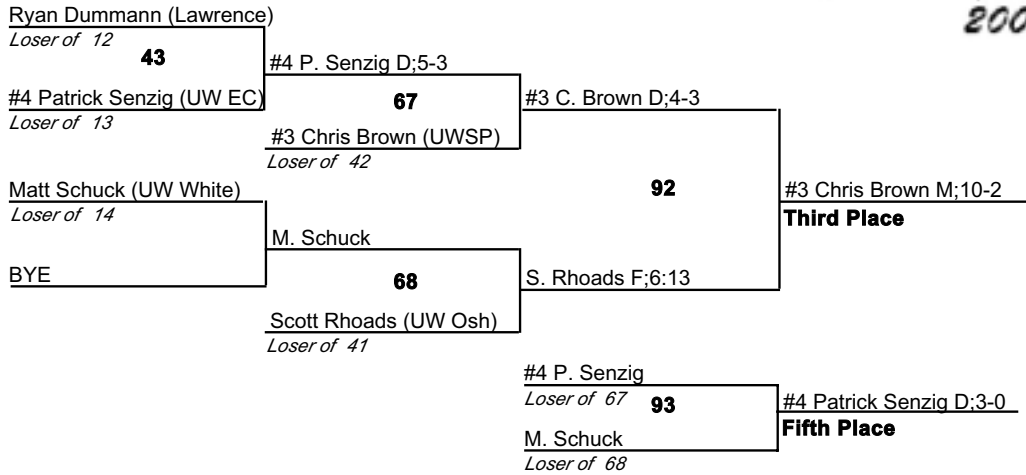 Ryan Dummann (Lawrence)
200
Loser of 12
43
#4 P. Senzig D;5-3
#4 Patrick Senzig (UW EC)
67
#3 C. Brown D;4-3
Loser of 13
#3 Chris Brown (UWSP)
Loser of 42
Matt Schuck (UW White)
92
#3 Chris Brown M;10-2
Loser of 14
Third Place
M. Schuck
BYE
68
S. Rhoads F;6:13
Scott Rhoads (UW Osh)
Loser of 41
#4 P. Senzig
Loser of 67
93
#4 Patrick Senzig D;3-0
Fifth Place
M. Schuck
Loser of 68